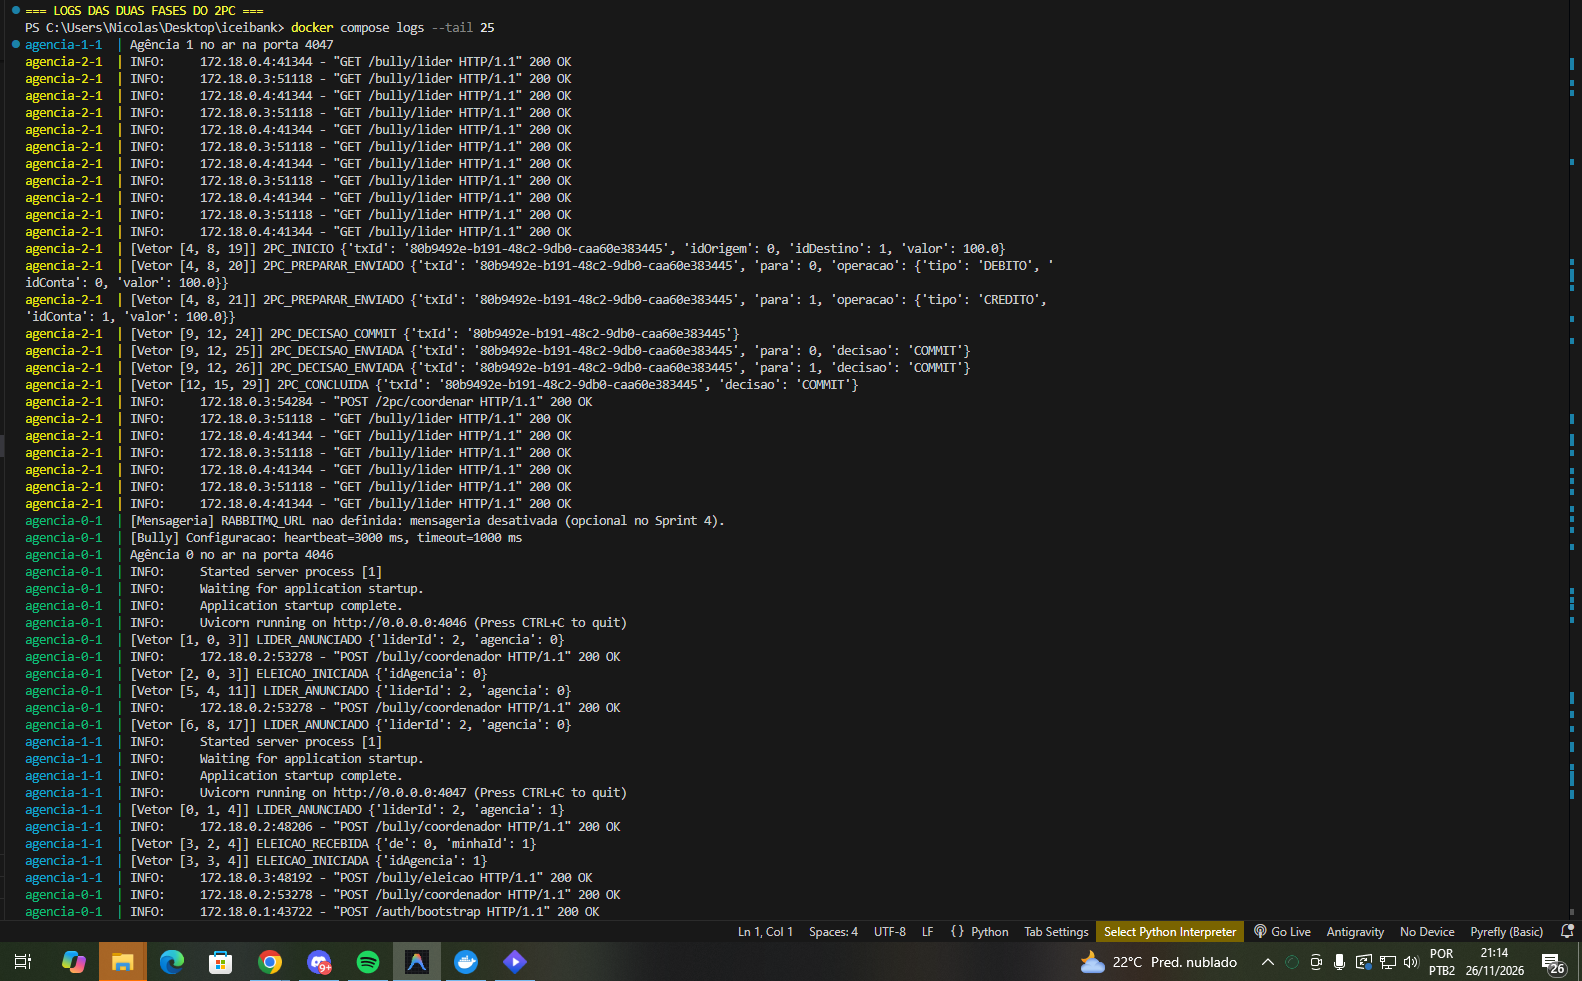 === LOGS DAS DUAS FASES DO 2PC ===
PS C:\Users\Nicolas\Desktop\iceibank> docker compose logs --tail 25
agencia-1-1  | Agência 1 no ar na porta 4047
agencia-2-1  | INFO:     172.18.0.4:41344 - "GET /bully/lider HTTP/1.1" 200 OK
agencia-2-1  | INFO:     172.18.0.3:51118 - "GET /bully/lider HTTP/1.1" 200 OK
agencia-2-1  | INFO:     172.18.0.4:41344 - "GET /bully/lider HTTP/1.1" 200 OK
agencia-2-1  | INFO:     172.18.0.3:51118 - "GET /bully/lider HTTP/1.1" 200 OK
agencia-2-1  | INFO:     172.18.0.4:41344 - "GET /bully/lider HTTP/1.1" 200 OK
agencia-2-1  | INFO:     172.18.0.3:51118 - "GET /bully/lider HTTP/1.1" 200 OK
agencia-2-1  | INFO:     172.18.0.4:41344 - "GET /bully/lider HTTP/1.1" 200 OK
agencia-2-1  | INFO:     172.18.0.3:51118 - "GET /bully/lider HTTP/1.1" 200 OK
agencia-2-1  | INFO:     172.18.0.4:41344 - "GET /bully/lider HTTP/1.1" 200 OK
agencia-2-1  | INFO:     172.18.0.3:51118 - "GET /bully/lider HTTP/1.1" 200 OK
agencia-2-1  | INFO:     172.18.0.4:41344 - "GET /bully/lider HTTP/1.1" 200 OK
agencia-2-1  | [Vetor [4, 8, 19]] 2PC_INICIO {'txId': '80b9492e-b191-48c2-9db0-caa60e383445', 'idOrigem': 0, 'idDestino': 1, 'valor': 100.0}
agencia-2-1  | [Vetor [4, 8, 20]] 2PC_PREPARAR_ENVIADO {'txId': '80b9492e-b191-48c2-9db0-caa60e383445', 'para': 0, 'operacao': {'tipo': 'DEBITO', '
idConta': 0, 'valor': 100.0}}
agencia-2-1  | [Vetor [4, 8, 21]] 2PC_PREPARAR_ENVIADO {'txId': '80b9492e-b191-48c2-9db0-caa60e383445', 'para': 1, 'operacao': {'tipo': 'CREDITO',
'idConta': 1, 'valor': 100.0}}
agencia-2-1  | [Vetor [9, 12, 24]] 2PC_DECISAO_COMMIT {'txId': '80b9492e-b191-48c2-9db0-caa60e383445'}
agencia-2-1  | [Vetor [9, 12, 25]] 2PC_DECISAO_ENVIADA {'txId': '80b9492e-b191-48c2-9db0-caa60e383445', 'para': 0, 'decisao': 'COMMIT'}
agencia-2-1  | [Vetor [9, 12, 26]] 2PC_DECISAO_ENVIADA {'txId': '80b9492e-b191-48c2-9db0-caa60e383445', 'para': 1, 'decisao': 'COMMIT'}
agencia-2-1  | [Vetor [12, 15, 29]] 2PC_CONCLUIDA {'txId': '80b9492e-b191-48c2-9db0-caa60e383445', 'decisao': 'COMMIT'}
agencia-2-1  | INFO:     172.18.0.3:54284 - "POST /2pc/coordenar HTTP/1.1" 200 OK
agencia-2-1  | INFO:     172.18.0.3:51118 - "GET /bully/lider HTTP/1.1" 200 OK
agencia-2-1  | INFO:     172.18.0.4:41344 - "GET /bully/lider HTTP/1.1" 200 OK
agencia-2-1  | INFO:     172.18.0.3:51118 - "GET /bully/lider HTTP/1.1" 200 OK
agencia-2-1  | INFO:     172.18.0.4:41344 - "GET /bully/lider HTTP/1.1" 200 OK
agencia-2-1  | INFO:     172.18.0.3:51118 - "GET /bully/lider HTTP/1.1" 200 OK
agencia-2-1  | INFO:     172.18.0.4:41344 - "GET /bully/lider HTTP/1.1" 200 OK
agencia-0-1  | [Mensageria] RABBITMQ_URL nao definida: mensageria desativada (opcional no Sprint 4).
agencia-0-1  | [Bully] Configuracao: heartbeat=3000 ms, timeout=1000 ms
agencia-0-1  | Agência 0 no ar na porta 4046
agencia-0-1  | INFO:     Started server process [1]
agencia-0-1  | INFO:     Waiting for application startup.
agencia-0-1  | INFO:     Application startup complete.
agencia-0-1  | INFO:     Uvicorn running on http://0.0.0.0:4046 (Press CTRL+C to quit)
agencia-0-1  | [Vetor [1, 0, 3]] LIDER_ANUNCIADO {'liderId': 2, 'agencia': 0}
agencia-0-1  | INFO:     172.18.0.2:53278 - "POST /bully/coordenador HTTP/1.1" 200 OK
agencia-0-1  | [Vetor [2, 0, 3]] ELEICAO_INICIADA {'idAgencia': 0}
agencia-0-1  | [Vetor [5, 4, 11]] LIDER_ANUNCIADO {'liderId': 2, 'agencia': 0}
agencia-0-1  | INFO:     172.18.0.2:53278 - "POST /bully/coordenador HTTP/1.1" 200 OK
agencia-0-1  | [Vetor [6, 8, 17]] LIDER_ANUNCIADO {'liderId': 2, 'agencia': 0}
agencia-1-1  | INFO:     Started server process [1]
agencia-1-1  | INFO:     Waiting for application startup.
agencia-1-1  | INFO:     Application startup complete.
agencia-1-1  | INFO:     Uvicorn running on http://0.0.0.0:4047 (Press CTRL+C to quit)
agencia-1-1  | [Vetor [0, 1, 4]] LIDER_ANUNCIADO {'liderId': 2, 'agencia': 1}
agencia-1-1  | INFO:     172.18.0.2:48206 - "POST /bully/coordenador HTTP/1.1" 200 OK
agencia-1-1  | [Vetor [3, 2, 4]] ELEICAO_RECEBIDA {'de': 0, 'minhaId': 1}
agencia-1-1  | [Vetor [3, 3, 4]] ELEICAO_INICIADA {'idAgencia': 1}
agencia-1-1  | INFO:     172.18.0.3:48192 - "POST /bully/eleicao HTTP/1.1" 200 OK
agencia-0-1  | INFO:     172.18.0.2:53278 - "POST /bully/coordenador HTTP/1.1" 200 OK
agencia-0-1  | INFO:     172.18.0.1:43722 - "POST /auth/bootstrap HTTP/1.1" 200 OK
Ln 1, Col 1 Spaces: 4 UTF-8 LF {} Python Tab Settings Select Python Interpreter Go Live Antigravity No Device Pyrefly (Basic)
9+ 22°C Pred. nublado POR PTB2 21:14 26/11/2026 26